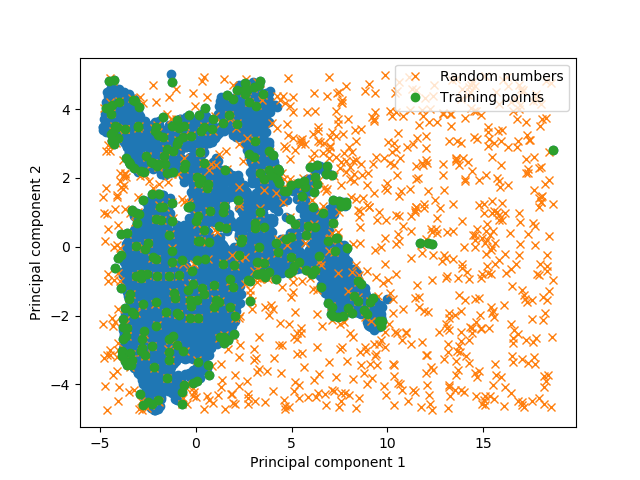 Random numbers
Training points
Principal component 2
4
2
0
−2
−4
−5
0
5
10
15
Principal component 1